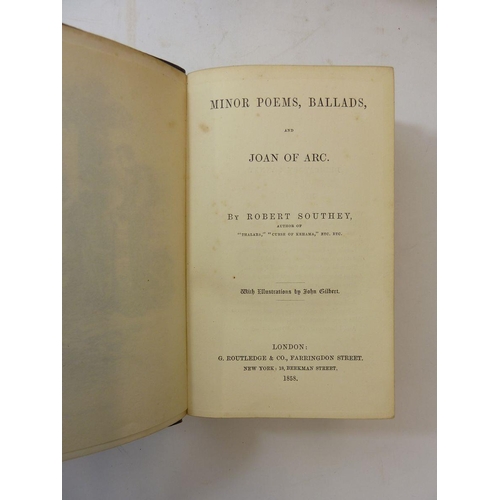 MINOR POEMS, BALLADS,
AND
JOAN OF ARC.
BY ROBERT SOUTHEY,
AUTHOR OF
"THALABA," "CURSE OF KEHAMA," ETC. ETC.
With Illustrations by John Gilbert.
LONDON:
G. ROUTLEDGE & CO., FARRINGDON STREET.
NEW YORK: 18, BEEKMAN STREET.
1858.